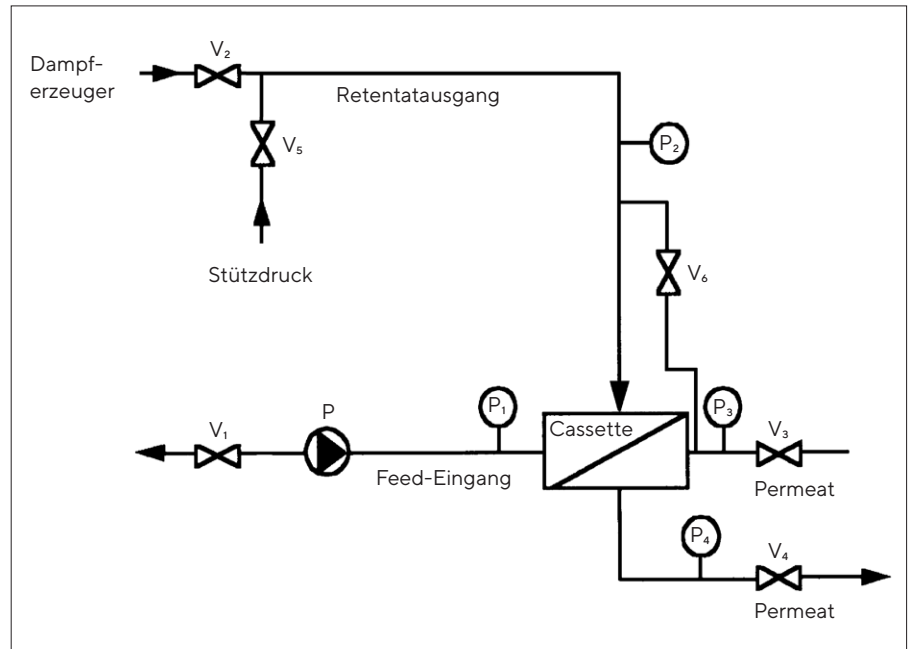 V₂
Dampf-
erzeuger
Retentatausgang
V₅
P₂
Stützdruck
V₆
P₁
P
V₁
Cassette
P₃
V₃
Feed-Eingang
Permeat
P₄
V₄
Permeat